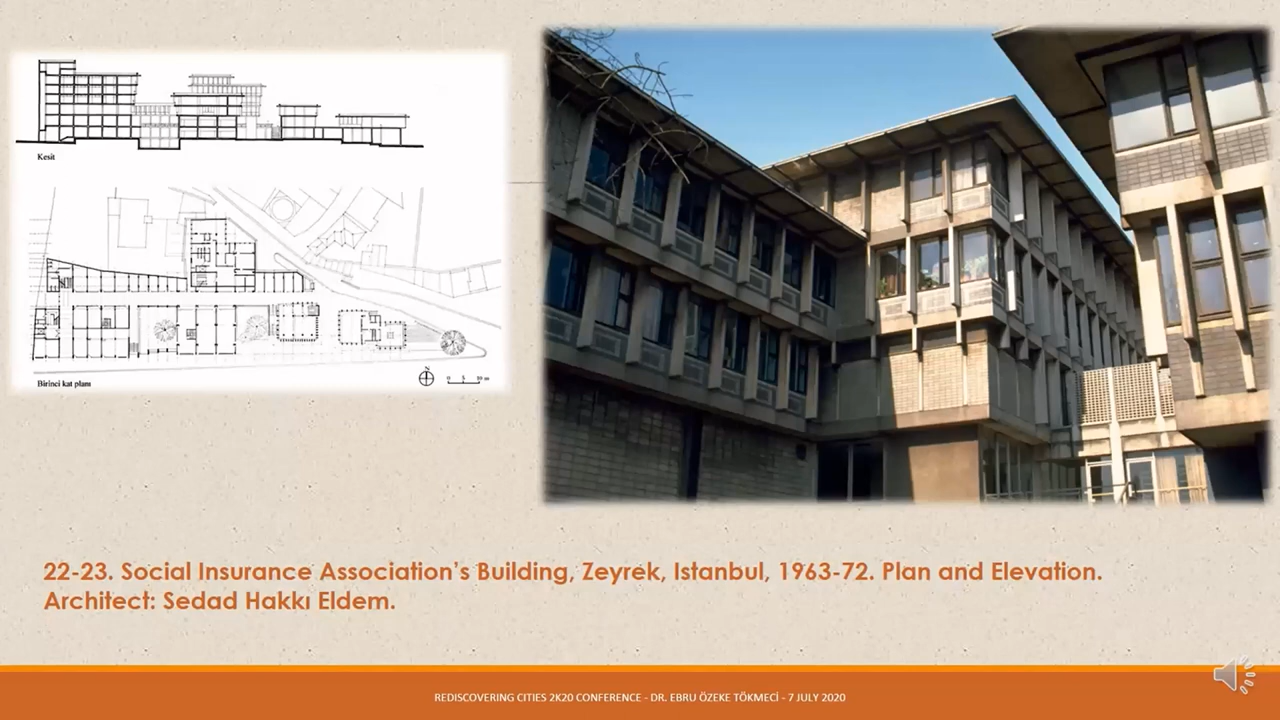 Kesit
Birinci kat planı
N
0 5 10 m
22-23. Social Insurance Association's Building, Zeyrek, Istanbul, 1963-72. Plan and Elevation.
Architect: Sedad Hakkı Eldem.
REDISCOVERING CITIES 2K20 CONFERENCE - DR. EBRU ÖZEKE TÖKMECİ - 7 JULY 2020